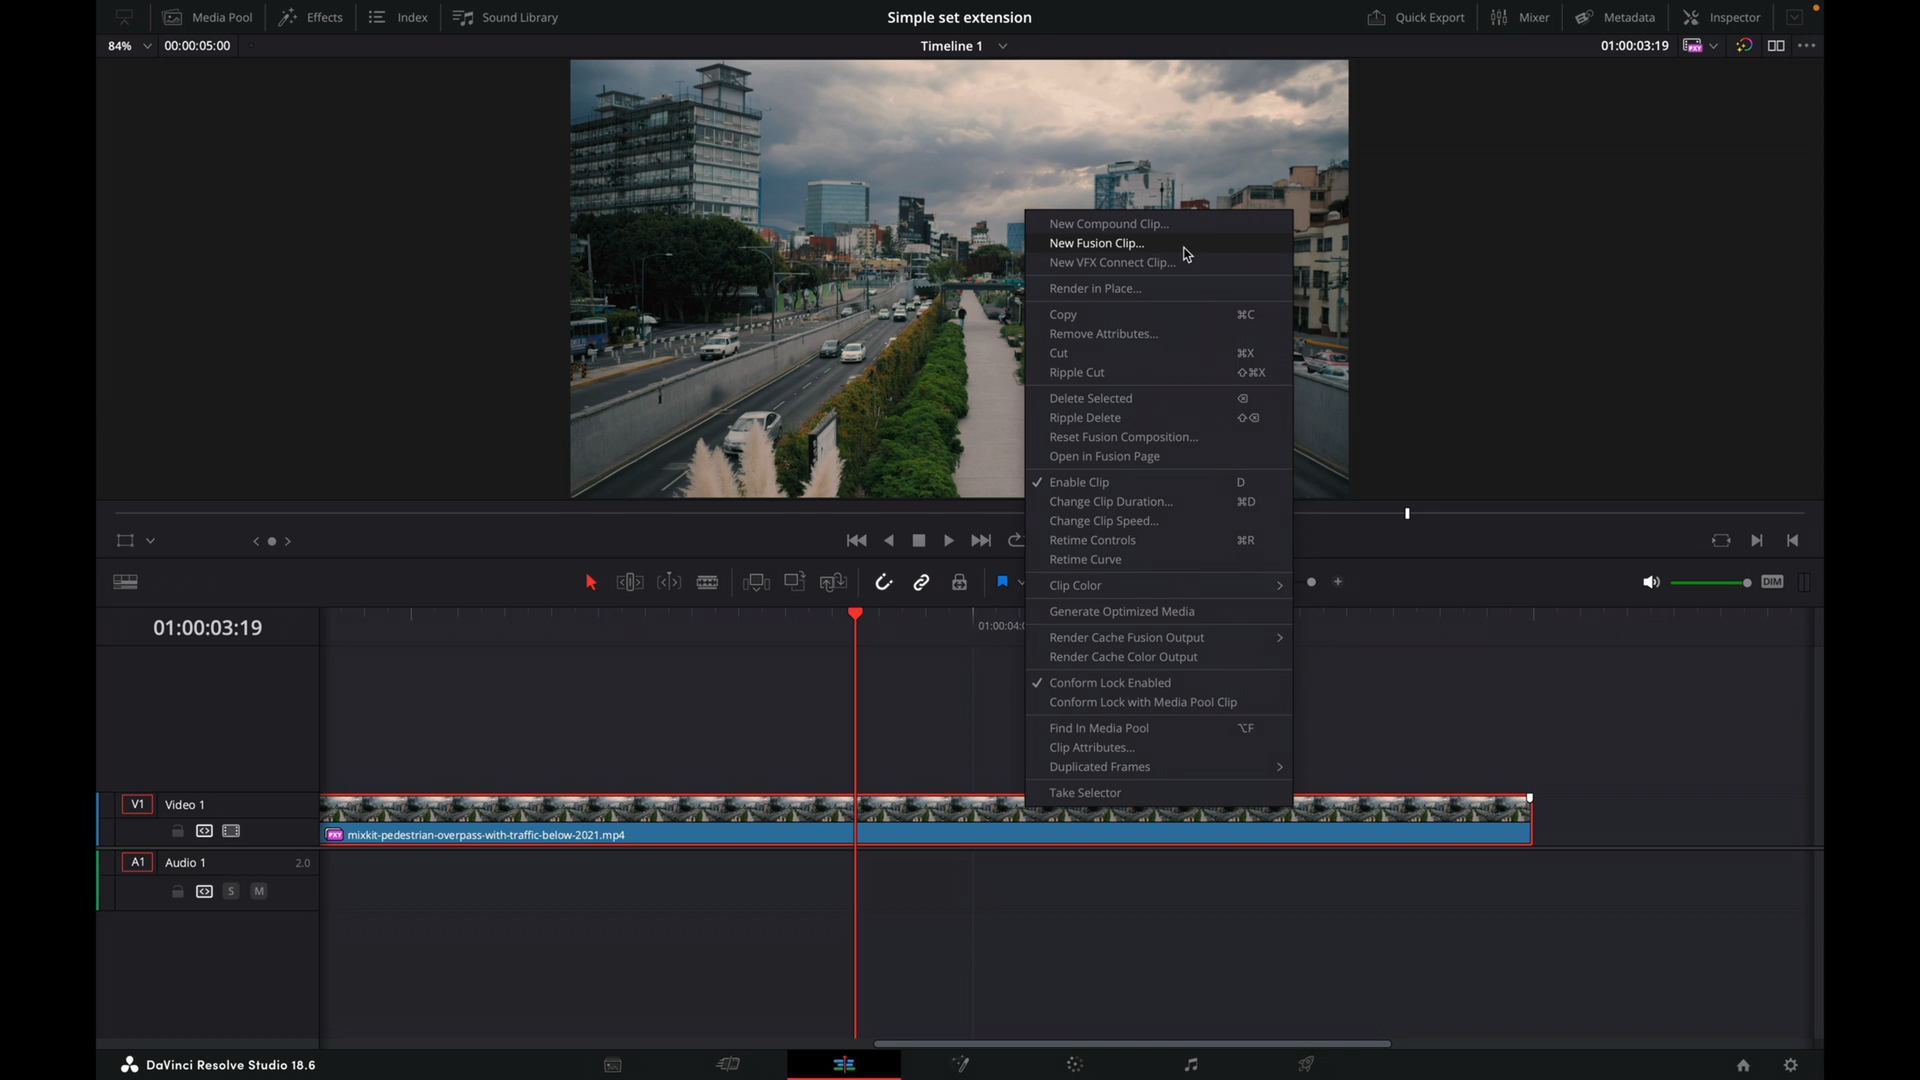 Media Pool
Effects
Index
Sound Library
Simple set extension
Quick Export
Mixer
Metadata
Inspector
84%
00:00:05:00
Timeline 1
01:00:03:19
New Compound Clip...
New Fusion Clip...
New VFX Connect Clip...
Render in Place...
Copy ⌘C
Remove Attributes...
Cut ⌘X
Ripple Cut ⇧⌘X
Delete Selected ⌫
Ripple Delete ⇧⌫
Reset Fusion Composition...
Open in Fusion Page
Enable Clip D
Change Clip Duration... ⌘D
Change Clip Speed...
Retime Controls ⌘R
Retime Curve
Clip Color
Generate Optimized Media
Render Cache Fusion Output
Render Cache Color Output
Conform Lock Enabled
Conform Lock with Media Pool Clip
Find In Media Pool ⌥F
Clip Attributes...
Duplicated Frames
Take Selector
DIM
01:00:03:19
01:00:04:0
V1 Video 1
PXY mixkit-pedestrian-overpass-with-traffic-below-2021.mp4
A1 Audio 1 2.0
S M
DaVinci Resolve Studio 18.6